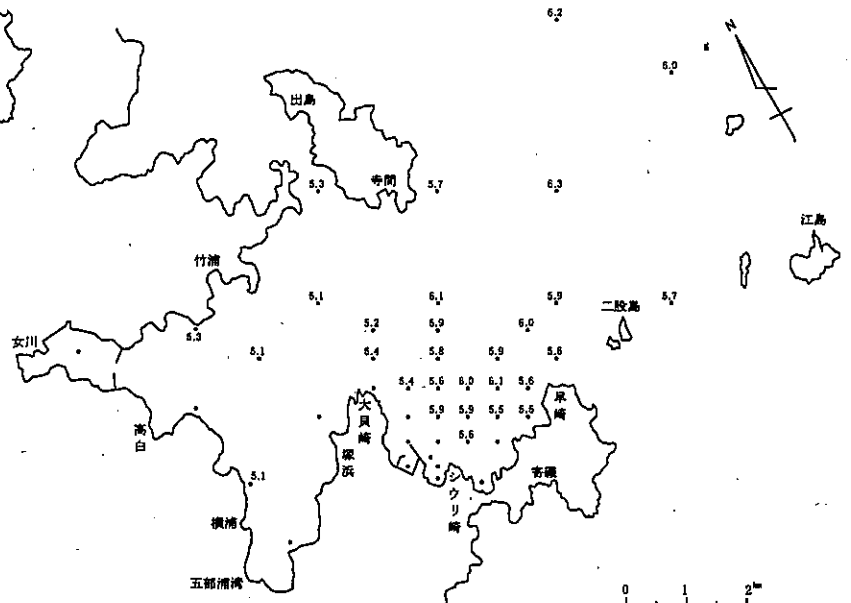 6.2
N
6.0
出島
寺間
5.3
5.7
6.3
江島
竹浦
5.1
6.1
5.9
5.7
二股島
女川
5.3
5.2
5.9
6.0
5.1
5.4
5.8
5.9
5.8
5.4
5.6
6.0
6.1
5.6
早崎
大貝崎
5.9
5.9
5.5
5.5
高白
5.6
塚浜
寄磯
シウリ崎
5.1
横浦
五部浦湾
0 1 2km